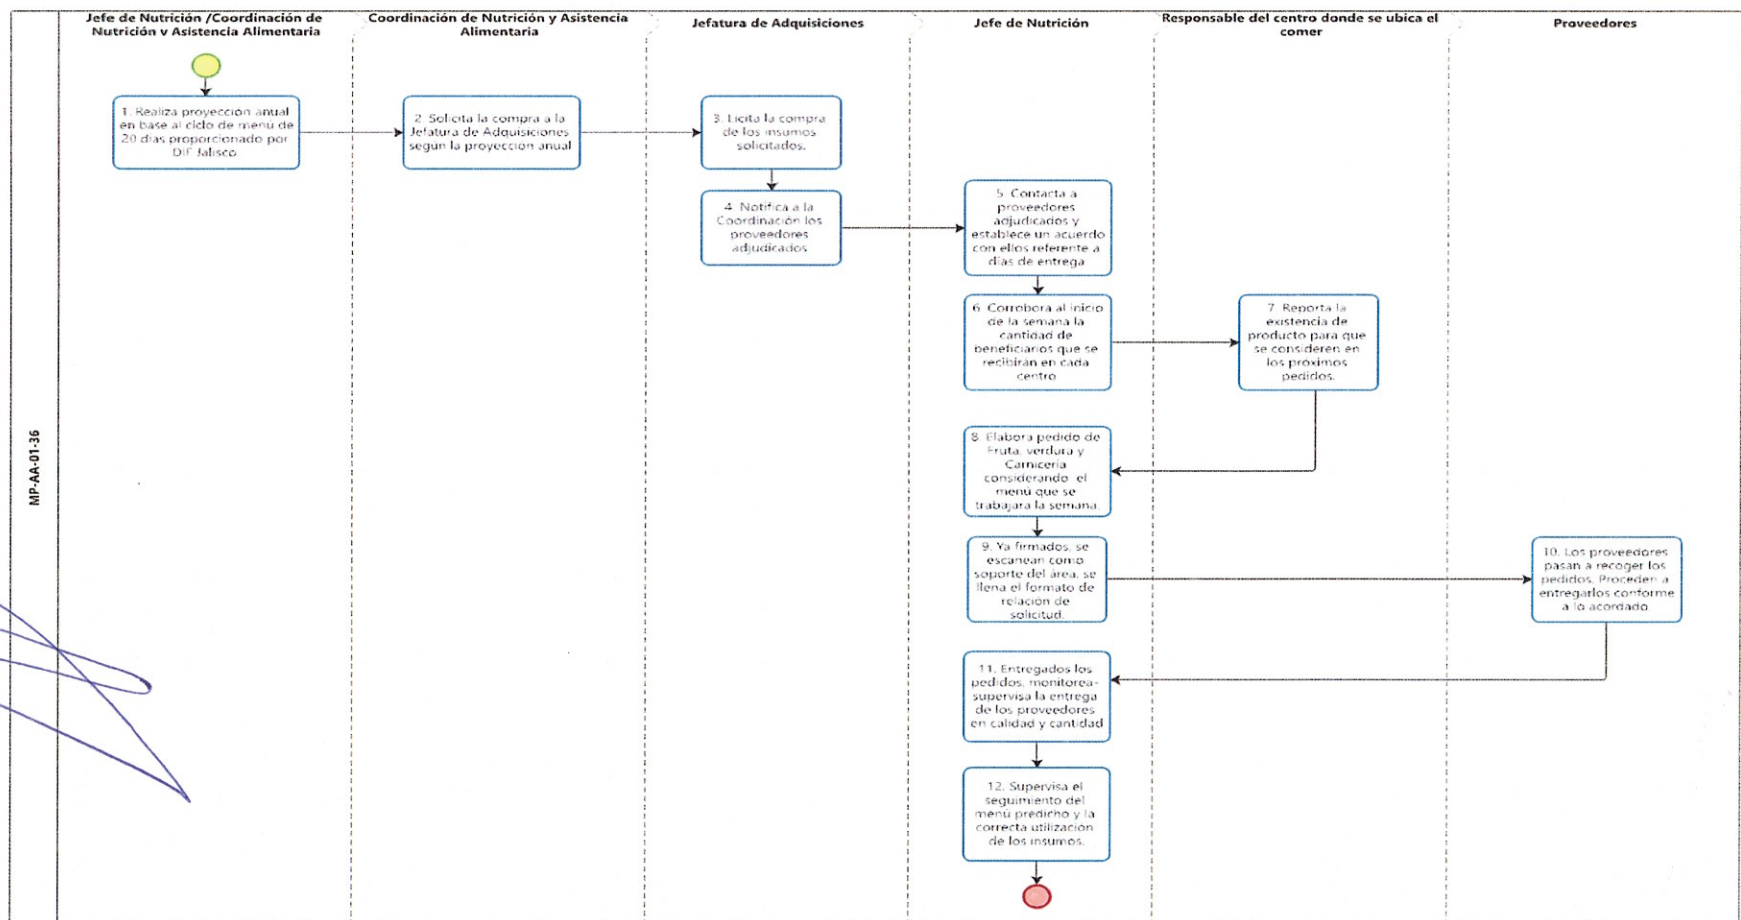 Jefe de Nutrición /Coordinación de
Nutrición y Asistencia Alimentaria
Coordinación de Nutrición y Asistencia
Alimentaria
Jefatura de Adquisiciones
Jefe de Nutrición
Responsable del centro donde se ubica el
comer
Proveedores
MP-AA-01-36
1. Realiza proyección anual
en base al ciclo de menú de
20 días proporcionado por
DIF Jalisco
2. Solicita la compra a la
Jefatura de Adquisiciones
según la proyección anual
3. Licita la compra
de los insumos
solicitados.
4. Notifica a la
Coordinación los
proveedores
adjudicados
5. Contacta a
proveedores
adjudicados y
establece un acuerdo
con ellos referente a
días de entrega
6. Corrobora al inicio
de la semana la
cantidad de
beneficiarios que se
recibirán en cada
centro
7. Reporta la
existencia de
producto para que
se consideren en
los próximos
pedidos.
8. Elabora pedido de
Fruta, verdura y
Carnicería
considerando el
menú que se
trabajara la semana.
9. Ya firmados, se
escanean como
soporte del área, se
llena el formato de
relación de
solicitud.
10. Los proveedores
pasan a recoger los
pedidos. Proceden a
entregarlos conforme
a lo acordado.
11. Entregados los
pedidos, monitorea-
supervisa la entrega
de los proveedores
en calidad y cantidad
12. Supervisa el
seguimiento del
menú predicho y la
correcta utilización
de los insumos.